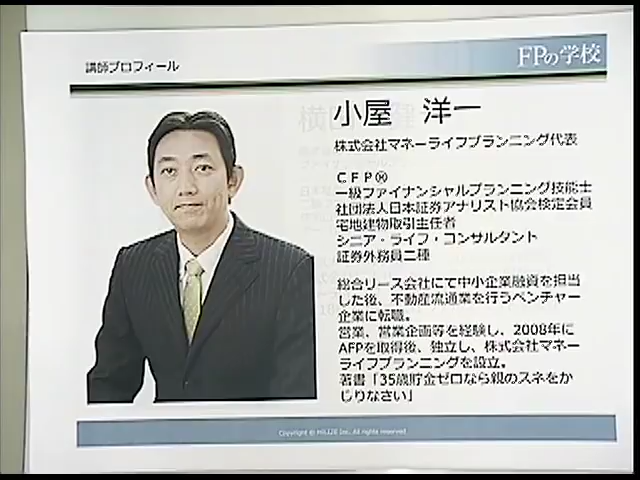 講師プロフィール
FPの学校
小屋 洋一
株式会社マネーライフプランニング代表
CFP®
一級ファイナンシャルプランニング技能士
社団法人日本証券アナリスト協会検定会員
宅地建物取引主任者
シニア・ライフ・コンサルタント
証券外務員二種
総合リース会社にて中小企業融資を担当
した後、不動産流通業を行うベンチャー
企業に転職。
営業、営業企画等を経験し、2008年に
AFPを取得後、独立し、株式会社マネー
ライフプランニングを設立。
著書「35歳貯金ゼロなら親のスネをか
じりなさい」
Copyright © HILIZE Inc. All rights reserved